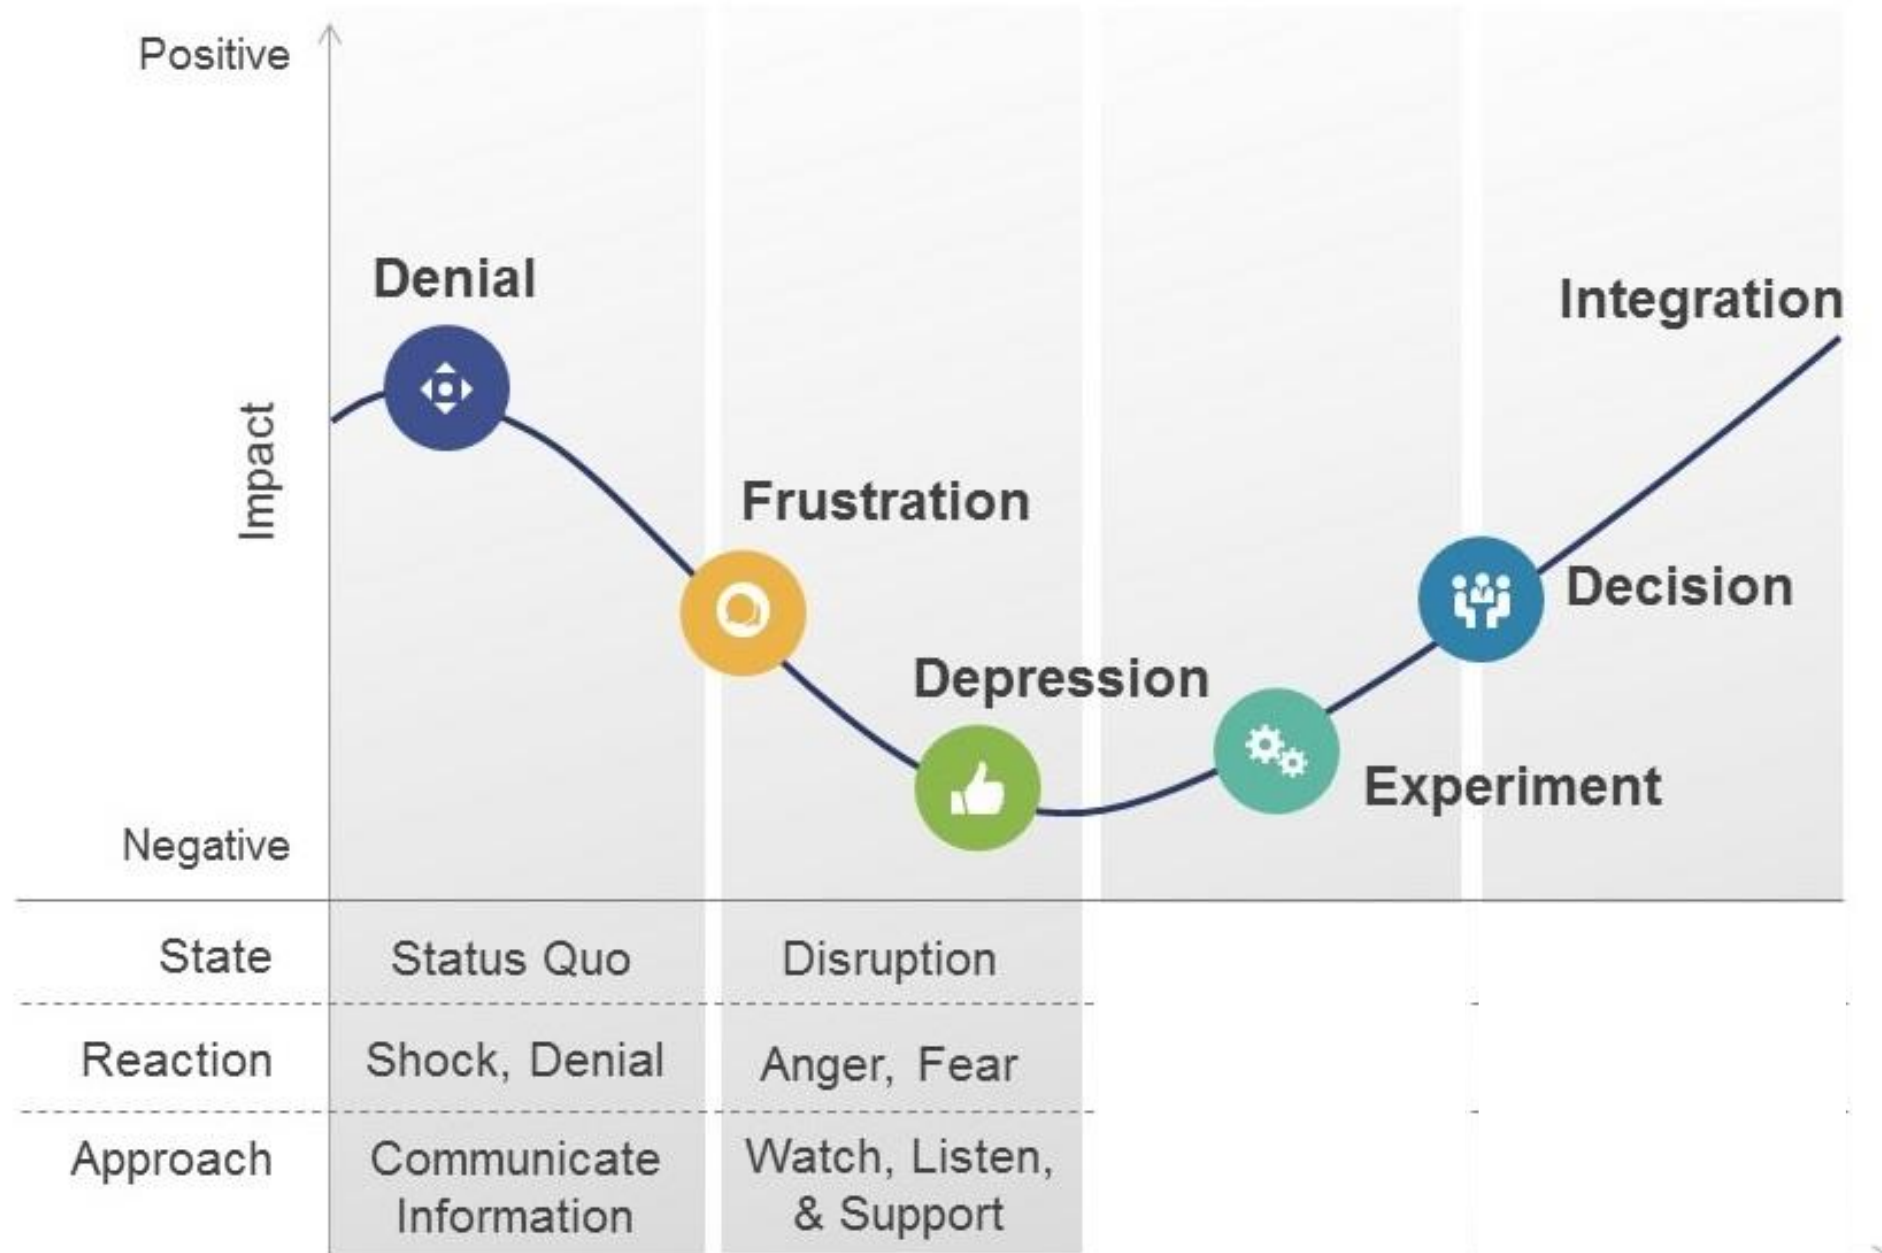 Positive
Denial
Integration
Impact
Frustration
Decision
Depression
Experiment
Negative
State
Status Quo
Disruption
Reaction
Shock, Denial
Anger, Fear
Approach
Communicate
Information
Watch, Listen,
& Support